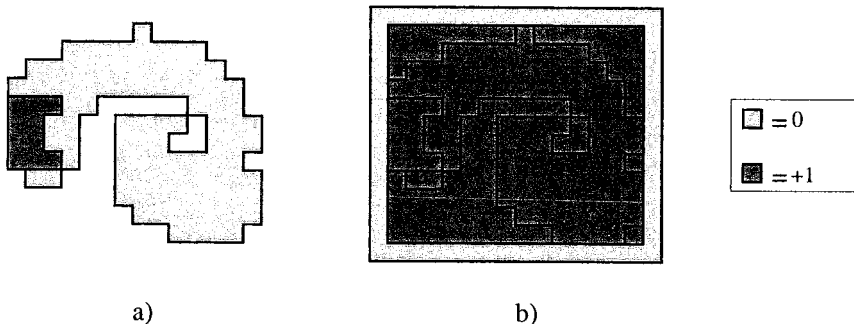 = 0
= +1
a)
b)